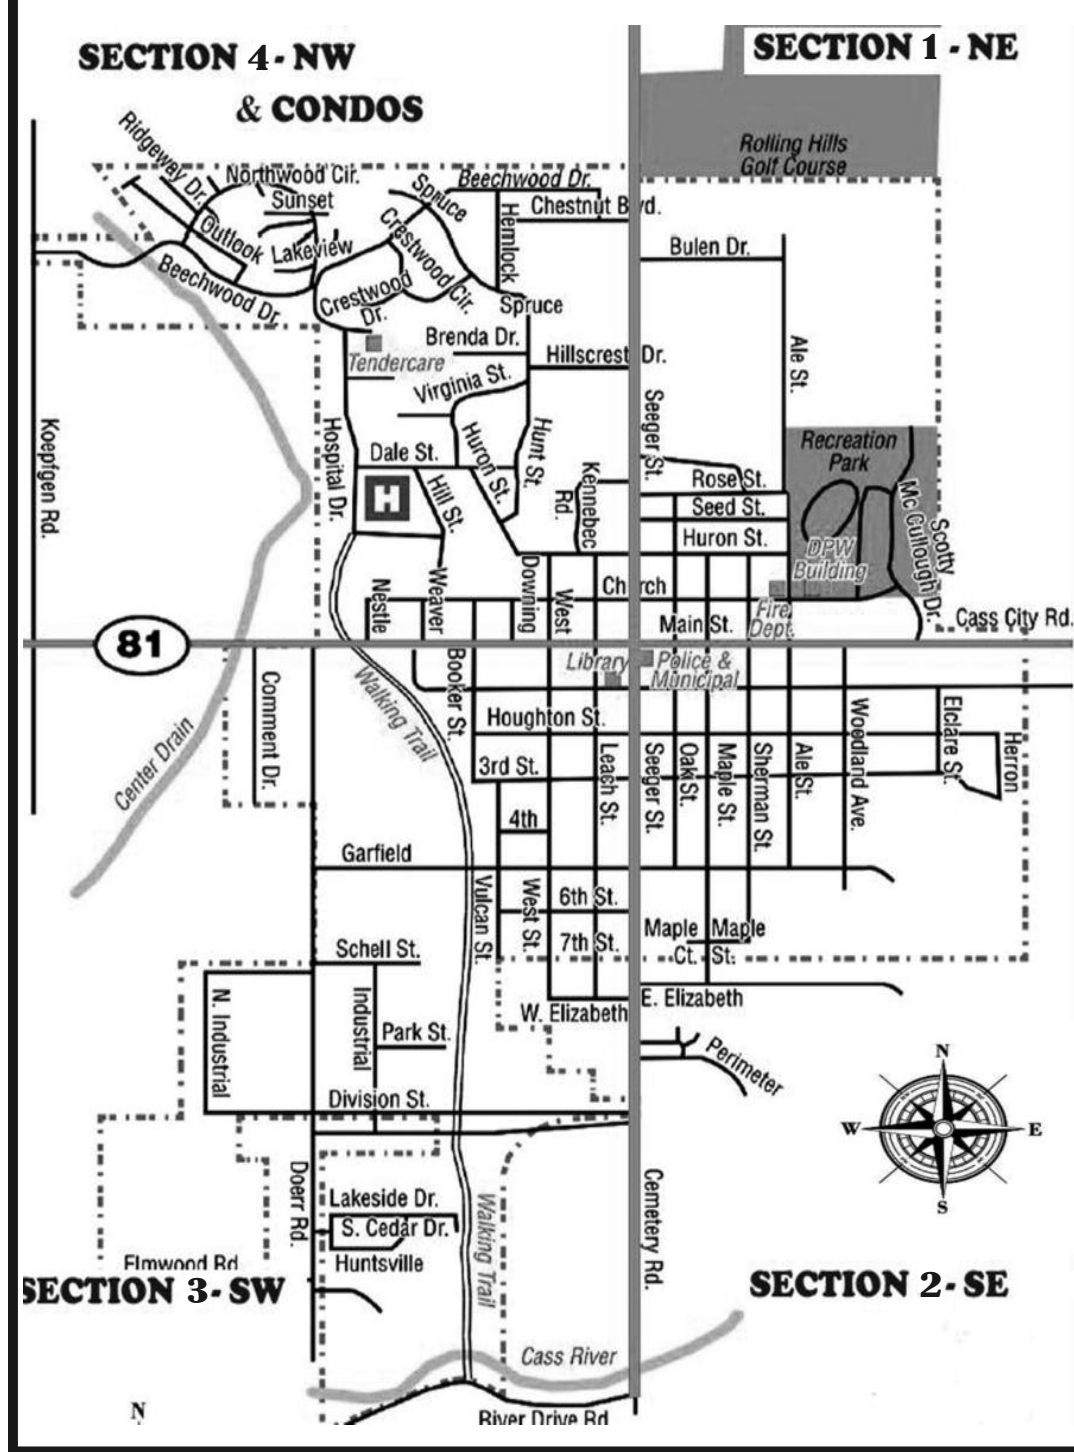 SECTION 4 - NW
& CONDOS
SECTION 1 - NE
Rolling Hills
Golf Course
Ridgeway Dr.
Northwood Cir.
Sunset
Spruce
Beechwood Dr.
Hemlock
Chestnut B vd.
Outlook
Lakeview
Crestwood Cir.
Bulen Dr.
Beechwood Dr.
Crestwood
Dr.
Spruce
Brenda Dr.
Tendercare
Hillscrest Dr.
Ale St.
Virginia St.
Seeger St.
Koepfgen Rd.
Hospital Dr.
Dale St.
Huron St.
Hunt St.
Recreation
Park
H
Hill St.
Kennebec
Rd.
Rose St.
Seed St.
Huron St.
Mc Cullough Dr.
Scotty
DPW
Building
Nestle
Weaver
Downing
West
Church
Main St.
Fire
Dept.
Cass City Rd.
81
Walking Trail
Booker St.
Library
Police &
Municipal
Comment Dr.
Houghton St.
Woodland Ave.
Elclare St.
Herron
Center Drain
3rd St.
Leach St.
Seeger St.
Oak St.
Maple St.
Sherman St.
Ale St.
4th
Garfield
Vulcan St.
West St.
6th St.
7th St.
Maple
Ct.
Maple
St.
Schell St.
N. Industrial
Industrial
W. Elizabeth
E. Elizabeth
Park St.
Perimeter
Division St.
N
W
E
S
Doerr Rd.
Lakeside Dr.
S. Cedar Dr.
Huntsville
Walking Trail
Cemetery Rd.
Elmwood Rd
SECTION 3 - SW
SECTION 2 - SE
Cass River
N
River Drive Rd